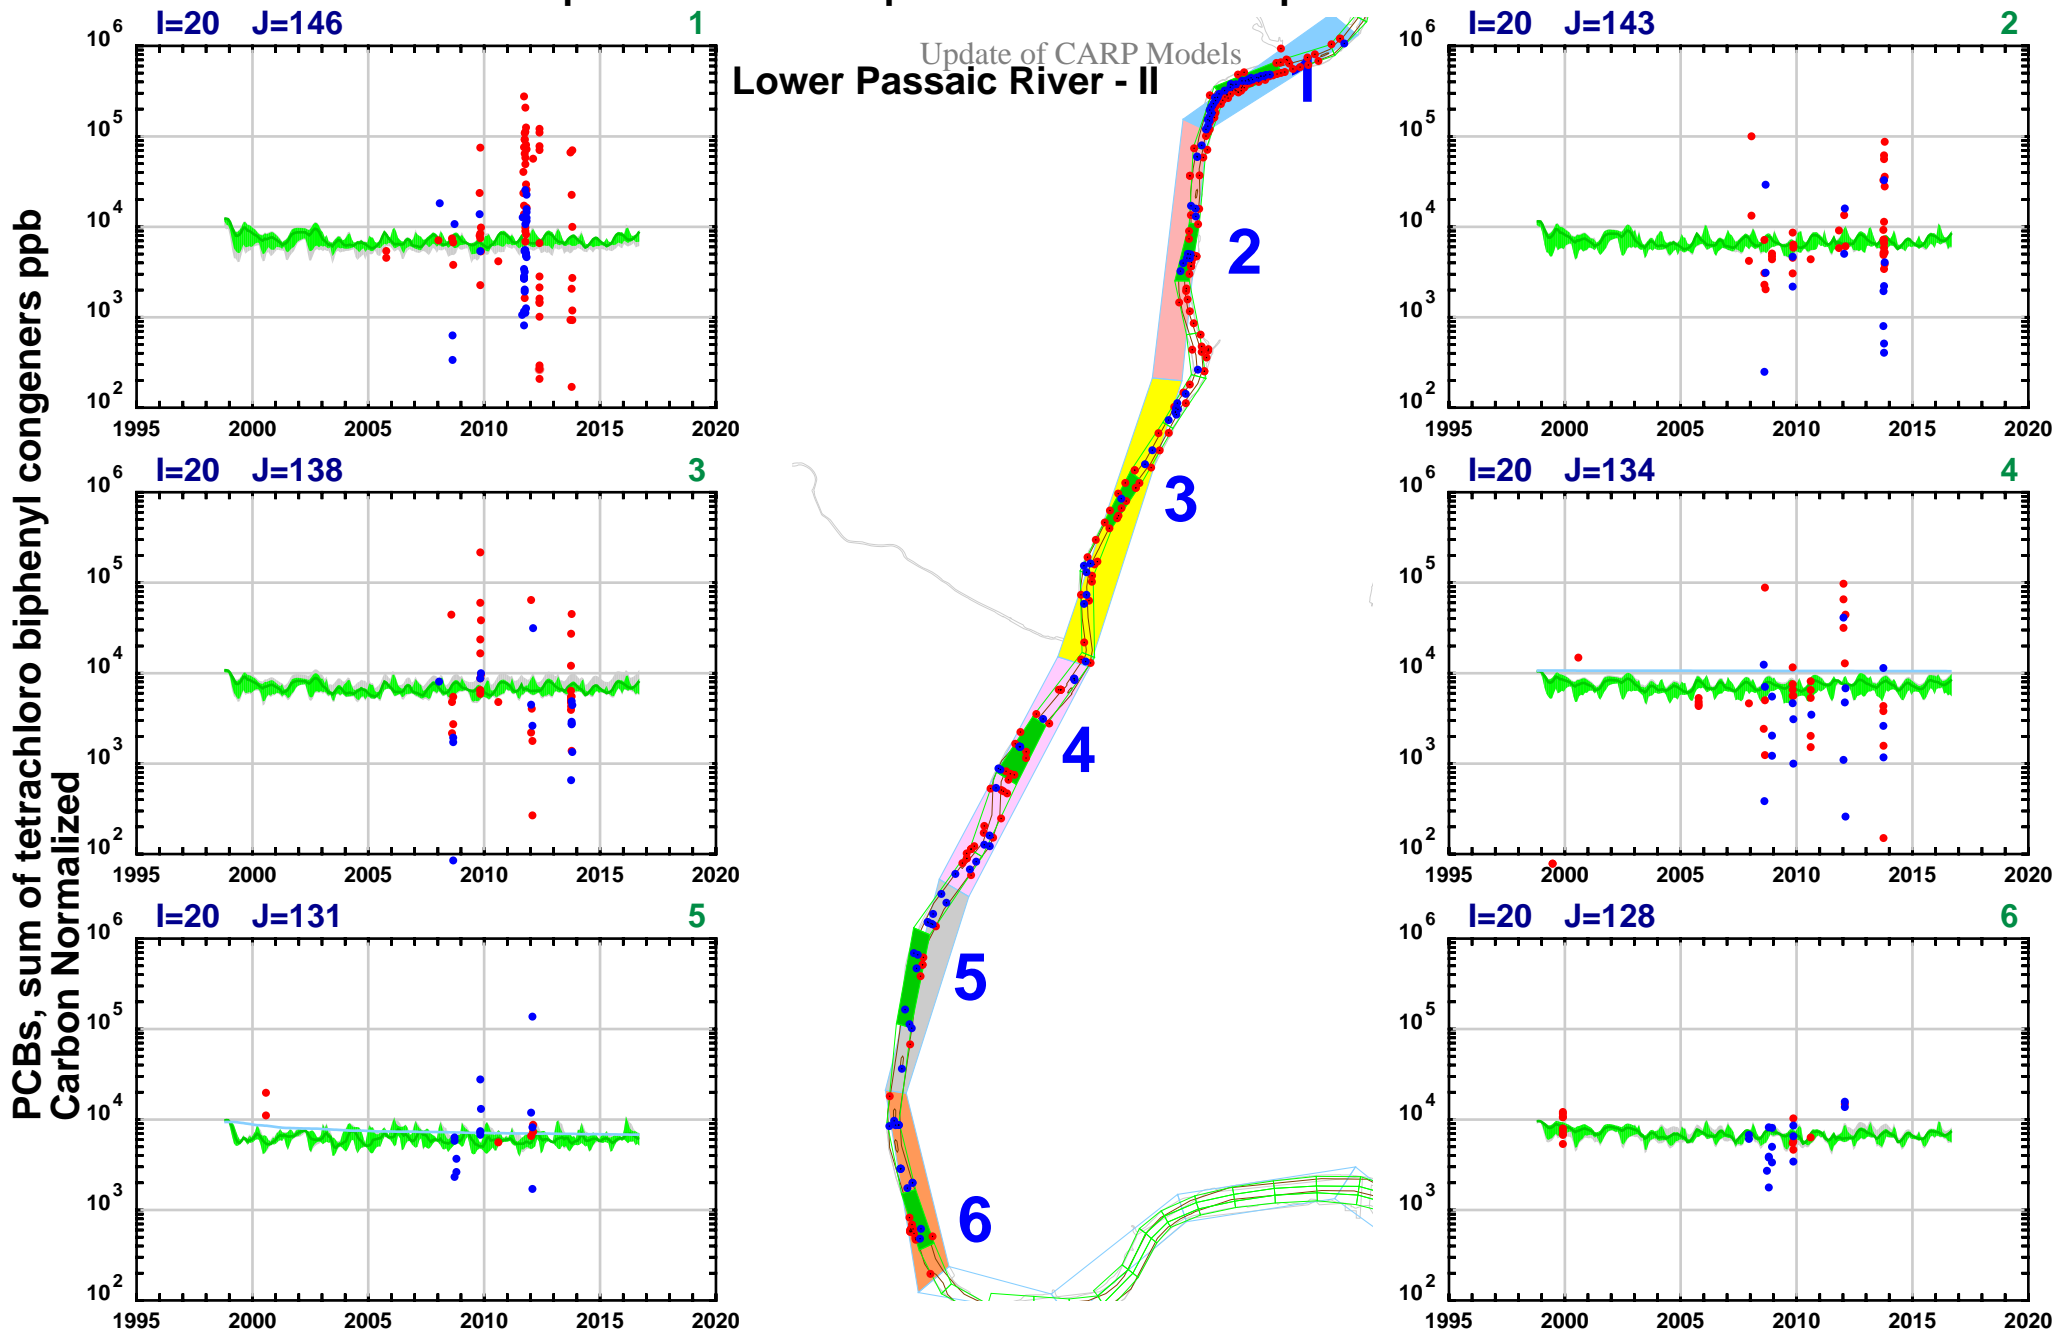 Update of CARP Models
Lower Passaic River - II
PCBs, sum of tetrachloro biphenyl congeners ppb
Carbon Normalized
I=20 J=146 1
10^6
10^5
10^4
10^3
10^2
1995 2000 2005 2010 2015 2020
I=20 J=143 2
10^6
10^5
10^4
10^3
10^2
1995 2000 2005 2010 2015 2020
I=20 J=138 3
10^6
10^5
10^4
10^3
10^2
1995 2000 2005 2010 2015 2020
I=20 J=134 4
10^6
10^5
10^4
10^3
10^2
1995 2000 2005 2010 2015 2020
I=20 J=131 5
10^6
10^5
10^4
10^3
10^2
1995 2000 2005 2010 2015 2020
I=20 J=128 6
10^6
10^5
10^4
10^3
10^2
1995 2000 2005 2010 2015 2020
1
2
3
4
5
6